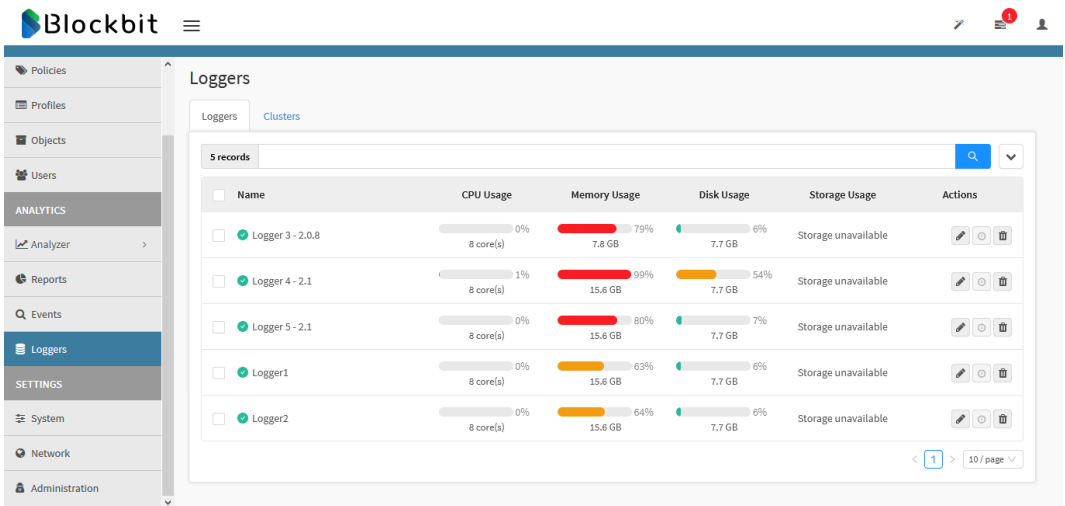 Blockbit
1
Policies
Profiles
Objects
Users
ANALYTICS
Analyzer
Reports
Events
Loggers
SETTINGS
System
Network
Administration
Loggers
Loggers Clusters
5 records
Name CPU Usage Memory Usage Disk Usage Storage Usage Actions
Logger 3 - 2.0.8 0% 79% 6% Storage unavailable
8 core(s) 7.8 GB 7.7 GB
Logger 4 - 2.1 1% 99% 54% Storage unavailable
8 core(s) 15.6 GB 7.7 GB
Logger 5 - 2.1 0% 80% 7% Storage unavailable
8 core(s) 15.6 GB 7.7 GB
Logger1 0% 63% 6% Storage unavailable
8 core(s) 15.6 GB 7.7 GB
Logger2 0% 64% 6% Storage unavailable
8 core(s) 15.6 GB 7.7 GB
< 1 > 10 / page